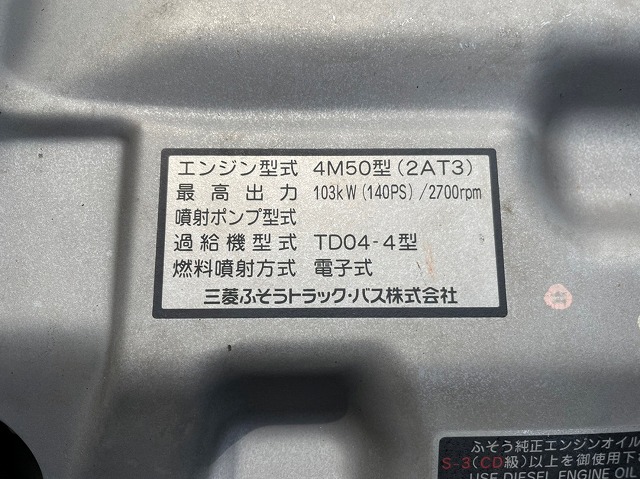 エンジン型式 4M50型(2AT3)
最高出力 103kW(140PS)/2700rpm
噴射ポンプ型式
過給機型式 TD04-4型
燃料噴射方式 電子式
三菱ふそうトラック・バス株式会社
ふそう純正エンジンオイル
S-3(CD級)以上を御使用下
USE DIESEL ENGINE OIL